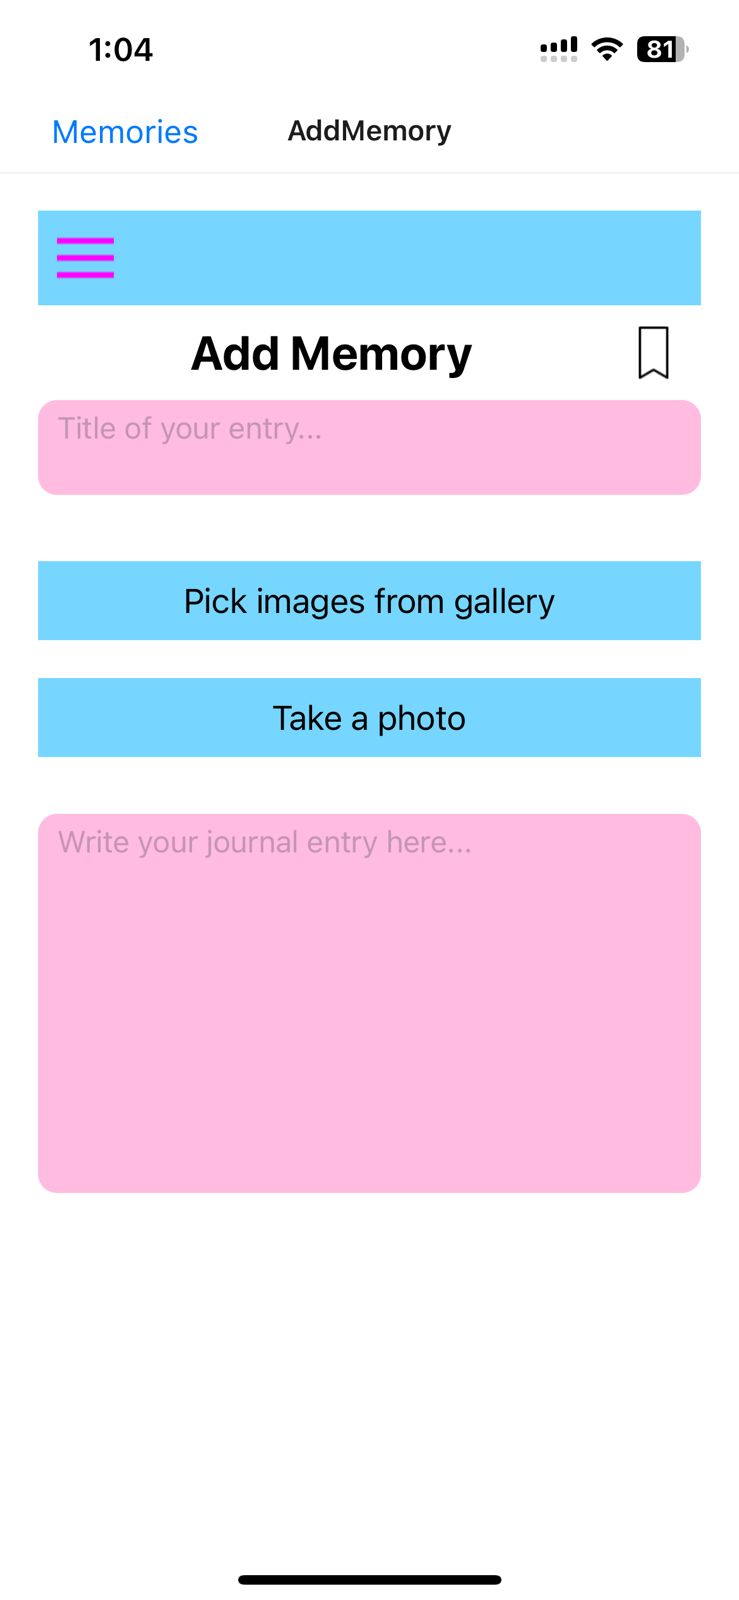 1:04
81
Memories
AddMemory
Add Memory
Title of your entry...
Pick images from gallery
Take a photo
Write your journal entry here...